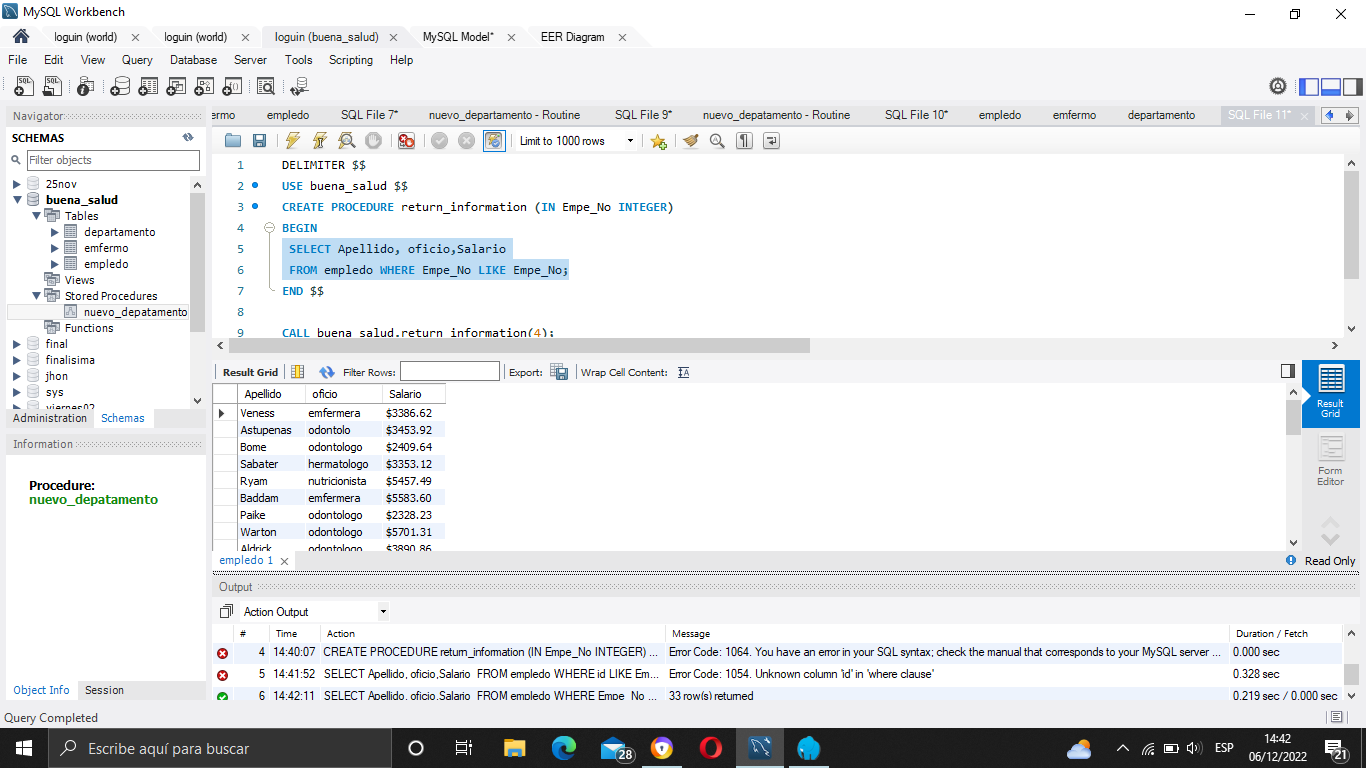 MySQL Workbench
loguin (world) loguin (world) loguin (buena_salud) MySQL Model* EER Diagram
File Edit View Query Database Server Tools Scripting Help
Navigator
SCHEMAS
Filter objects
25nov
buena_salud
Tables
departamento
emfermo
empledo
Views
Stored Procedures
nuevo_depatamento
Functions
final
finalisima
jhon
sys
viernes02
Administration Schemas
Information
Procedure:
nuevo_depatamento
Object Info Session
ermo empledo SQL File 7* nuevo_departamento - Routine SQL File 9* nuevo_depatamento - Routine SQL File 10* empledo emfermo departamento SQL File 11*
Limit to 1000 rows
1 DELIMITER $$
2 USE buena_salud $$
3 CREATE PROCEDURE return_information (IN Empe_No INTEGER)
4 BEGIN
5 SELECT Apellido, oficio,Salario
6 FROM empledo WHERE Empe_No LIKE Empe_No;
7 END $$
8
9 CALL buena_salud.return_information(4);
Result Grid Filter Rows: Export: Wrap Cell Content:
Apellido oficio Salario
Veness emfermera $3386.62
Astupenas odontolo $3453.92
Bome odontologo $2409.64
Sabater hermatologo $3353.12
Ryam nutricionista $5457.49
Baddam emfermera $5583.60
Paike odontologo $2328.23
Warton odontologo $5701.31
Aldrick odontologo $3890.86
Result Grid
Form Editor
empledo 1
Read Only
Output
Action Output
# Time Action Message Duration / Fetch
4 14:40:07 CREATE PROCEDURE return_information (IN Empe_No INTEGER) ... Error Code: 1064. You have an error in your SQL syntax; check the manual that corresponds to your MySQL server ... 0.000 sec
5 14:41:52 SELECT Apellido, oficio,Salario FROM empledo WHERE id LIKE Em... Error Code: 1054. Unknown column 'id' in 'where clause' 0.328 sec
6 14:42:11 SELECT Apellido, oficio,Salario FROM empledo WHERE Empe_No ... 33 row(s) returned 0.219 sec / 0.000 sec
Query Completed
Escribe aquí para buscar
28
ESP
14:42
06/12/2022
21